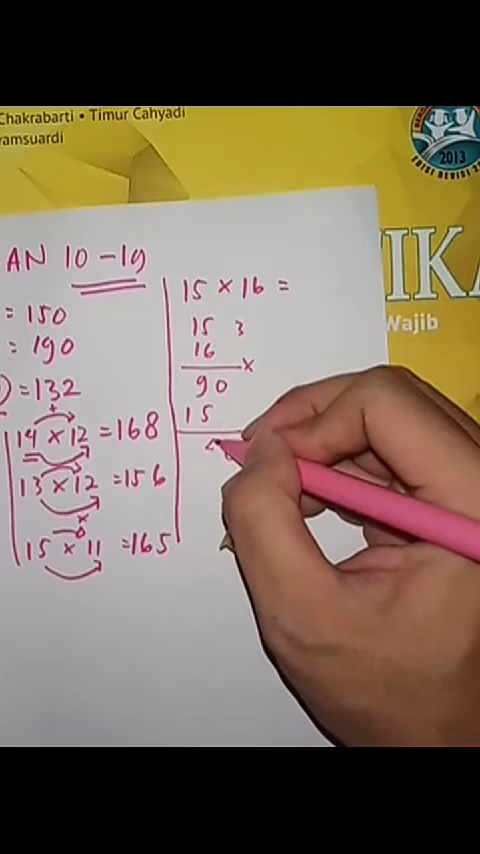 Chakrabarti • Timur Cahyadi
yamsuardi
2013
IKA
Wajib
AN 10-19
= 150
= 190
) = 132
+
14 × 12 = 168
13 × 12 = 156
×
15 × 11 = 165
15 × 16 =
15 3
16
×
90
15